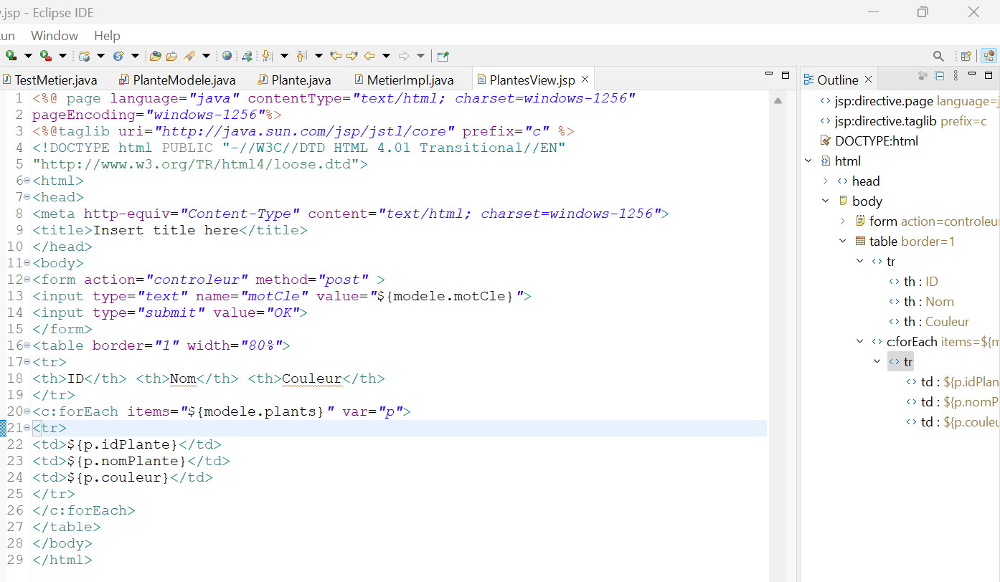 .jsp - Eclipse IDE
un Window Help
TestMetier.java PlanteModele.java Plante.java MetierImpl.java PlantesView.jsp
1 <%@ page language="java" contentType="text/html; charset=windows-1256"
2 pageEncoding="windows-1256"%>
3 <%@taglib uri="http://java.sun.com/jsp/jstl/core" prefix="c" %>
4 <!DOCTYPE html PUBLIC "-//W3C//DTD HTML 4.01 Transitional//EN"
5 "http://www.w3.org/TR/html4/loose.dtd">
6 <html>
7 <head>
8 <meta http-equiv="Content-Type" content="text/html; charset=windows-1256">
9 <title>Insert title here</title>
10 </head>
11 <body>
12 <form action="controleur" method="post" >
13 <input type="text" name="motCle" value="${modele.motCle}">
14 <input type="submit" value="OK">
15 </form>
16 <table border="1" width="80%">
17 <tr>
18 <th>ID</th> <th>Nom</th> <th>Couleur</th>
19 </tr>
20 <c:forEach items="${modele.plants}" var="p">
21 <tr>
22 <td>${p.idPlante}</td>
23 <td>${p.nomPlante}</td>
24 <td>${p.couleur}</td>
25 </tr>
26 </c:forEach>
27 </table>
28 </body>
29 </html>
Outline
jsp:directive.page language=j
jsp:directive.taglib prefix=c
DOCTYPE:html
html
head
body
form action=controleu
table border=1
tr
th : ID
th : Nom
th : Couleur
c:forEach items=${m
tr
td : ${p.idPlan
td : ${p.nomP
td : ${p.couleu